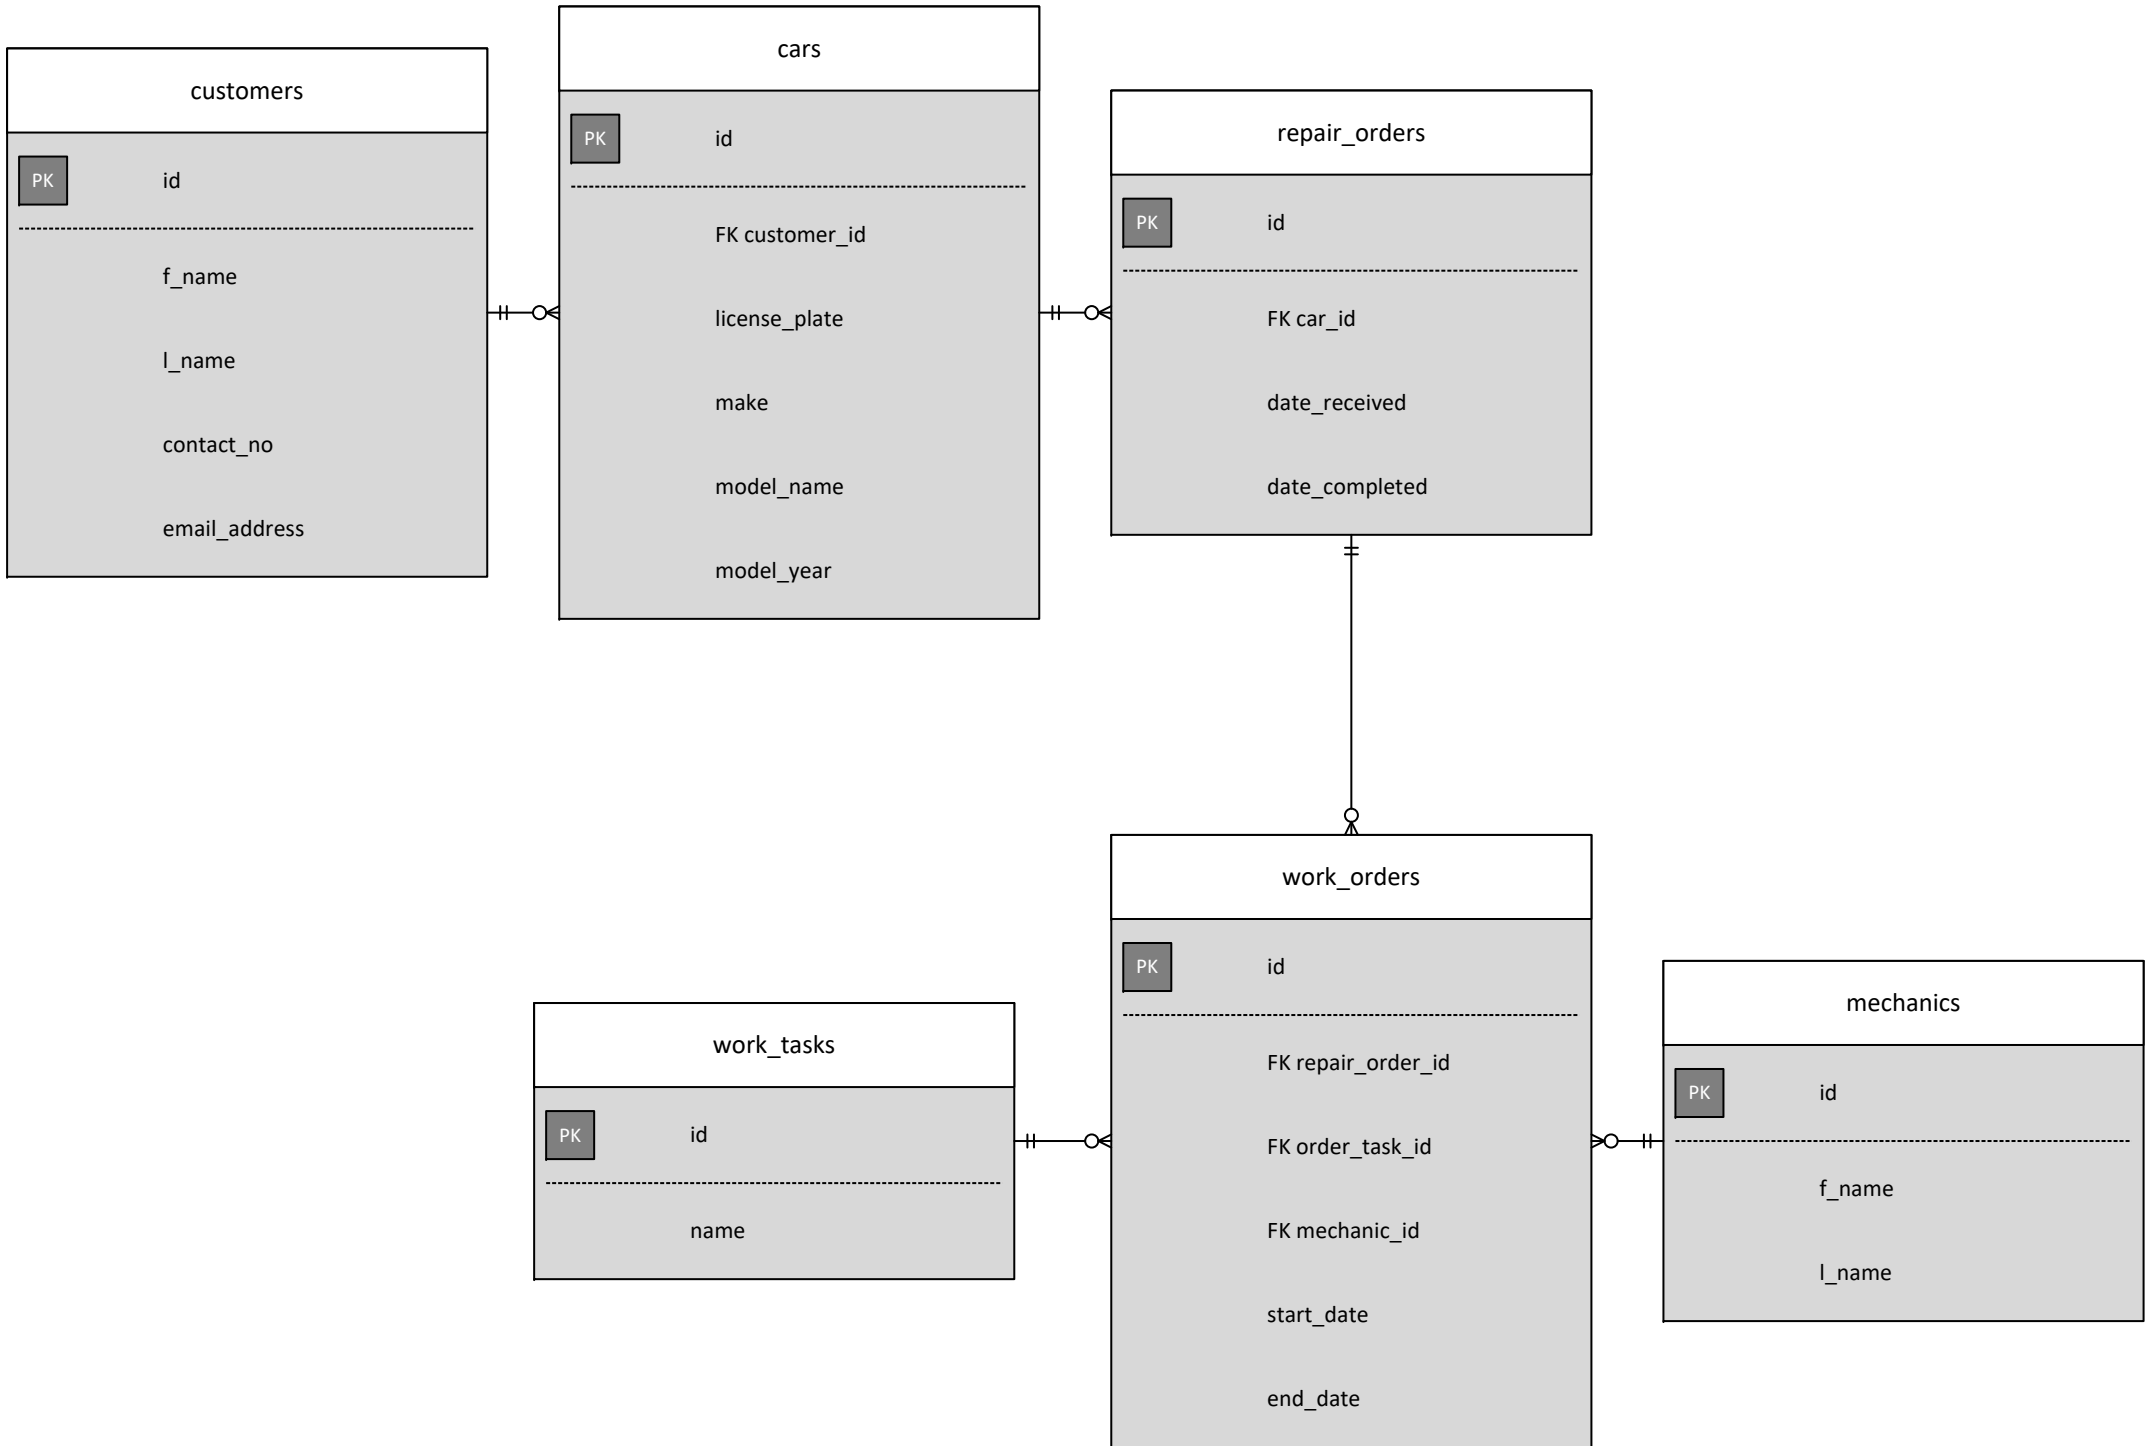 customers
PK id
f_name
l_name
contact_no
email_address
cars
PK id
FK customer_id
license_plate
make
model_name
model_year
repair_orders
PK id
FK car_id
date_received
date_completed
work_tasks
PK id
name
work_orders
PK id
FK repair_order_id
FK order_task_id
FK mechanic_id
start_date
end_date
mechanics
PK id
f_name
l_name